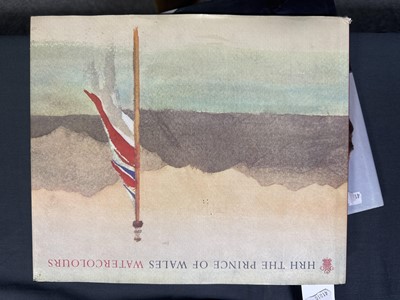 HRH THE PRINCE OF WALES WATERCOLOURS